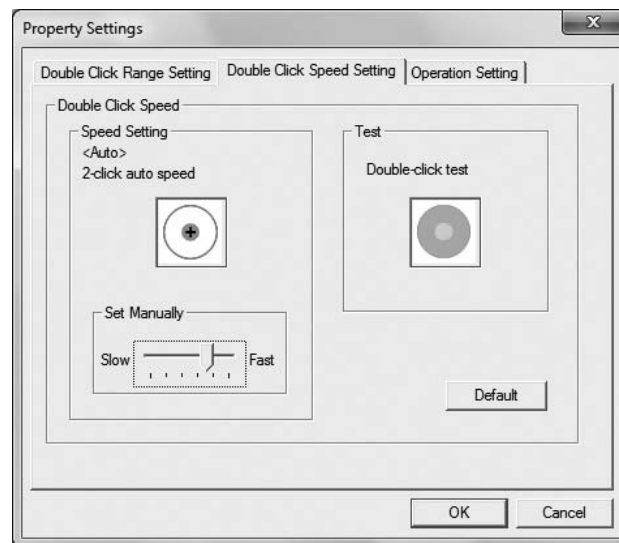 Property Settings
X
Double Click Range Setting
Double Click Speed Setting
Operation Setting
Double Click Speed
Speed Setting
<Auto>
2-click auto speed
Test
Double-click test
Set Manually
Slow
Fast
Default
OK
Cancel